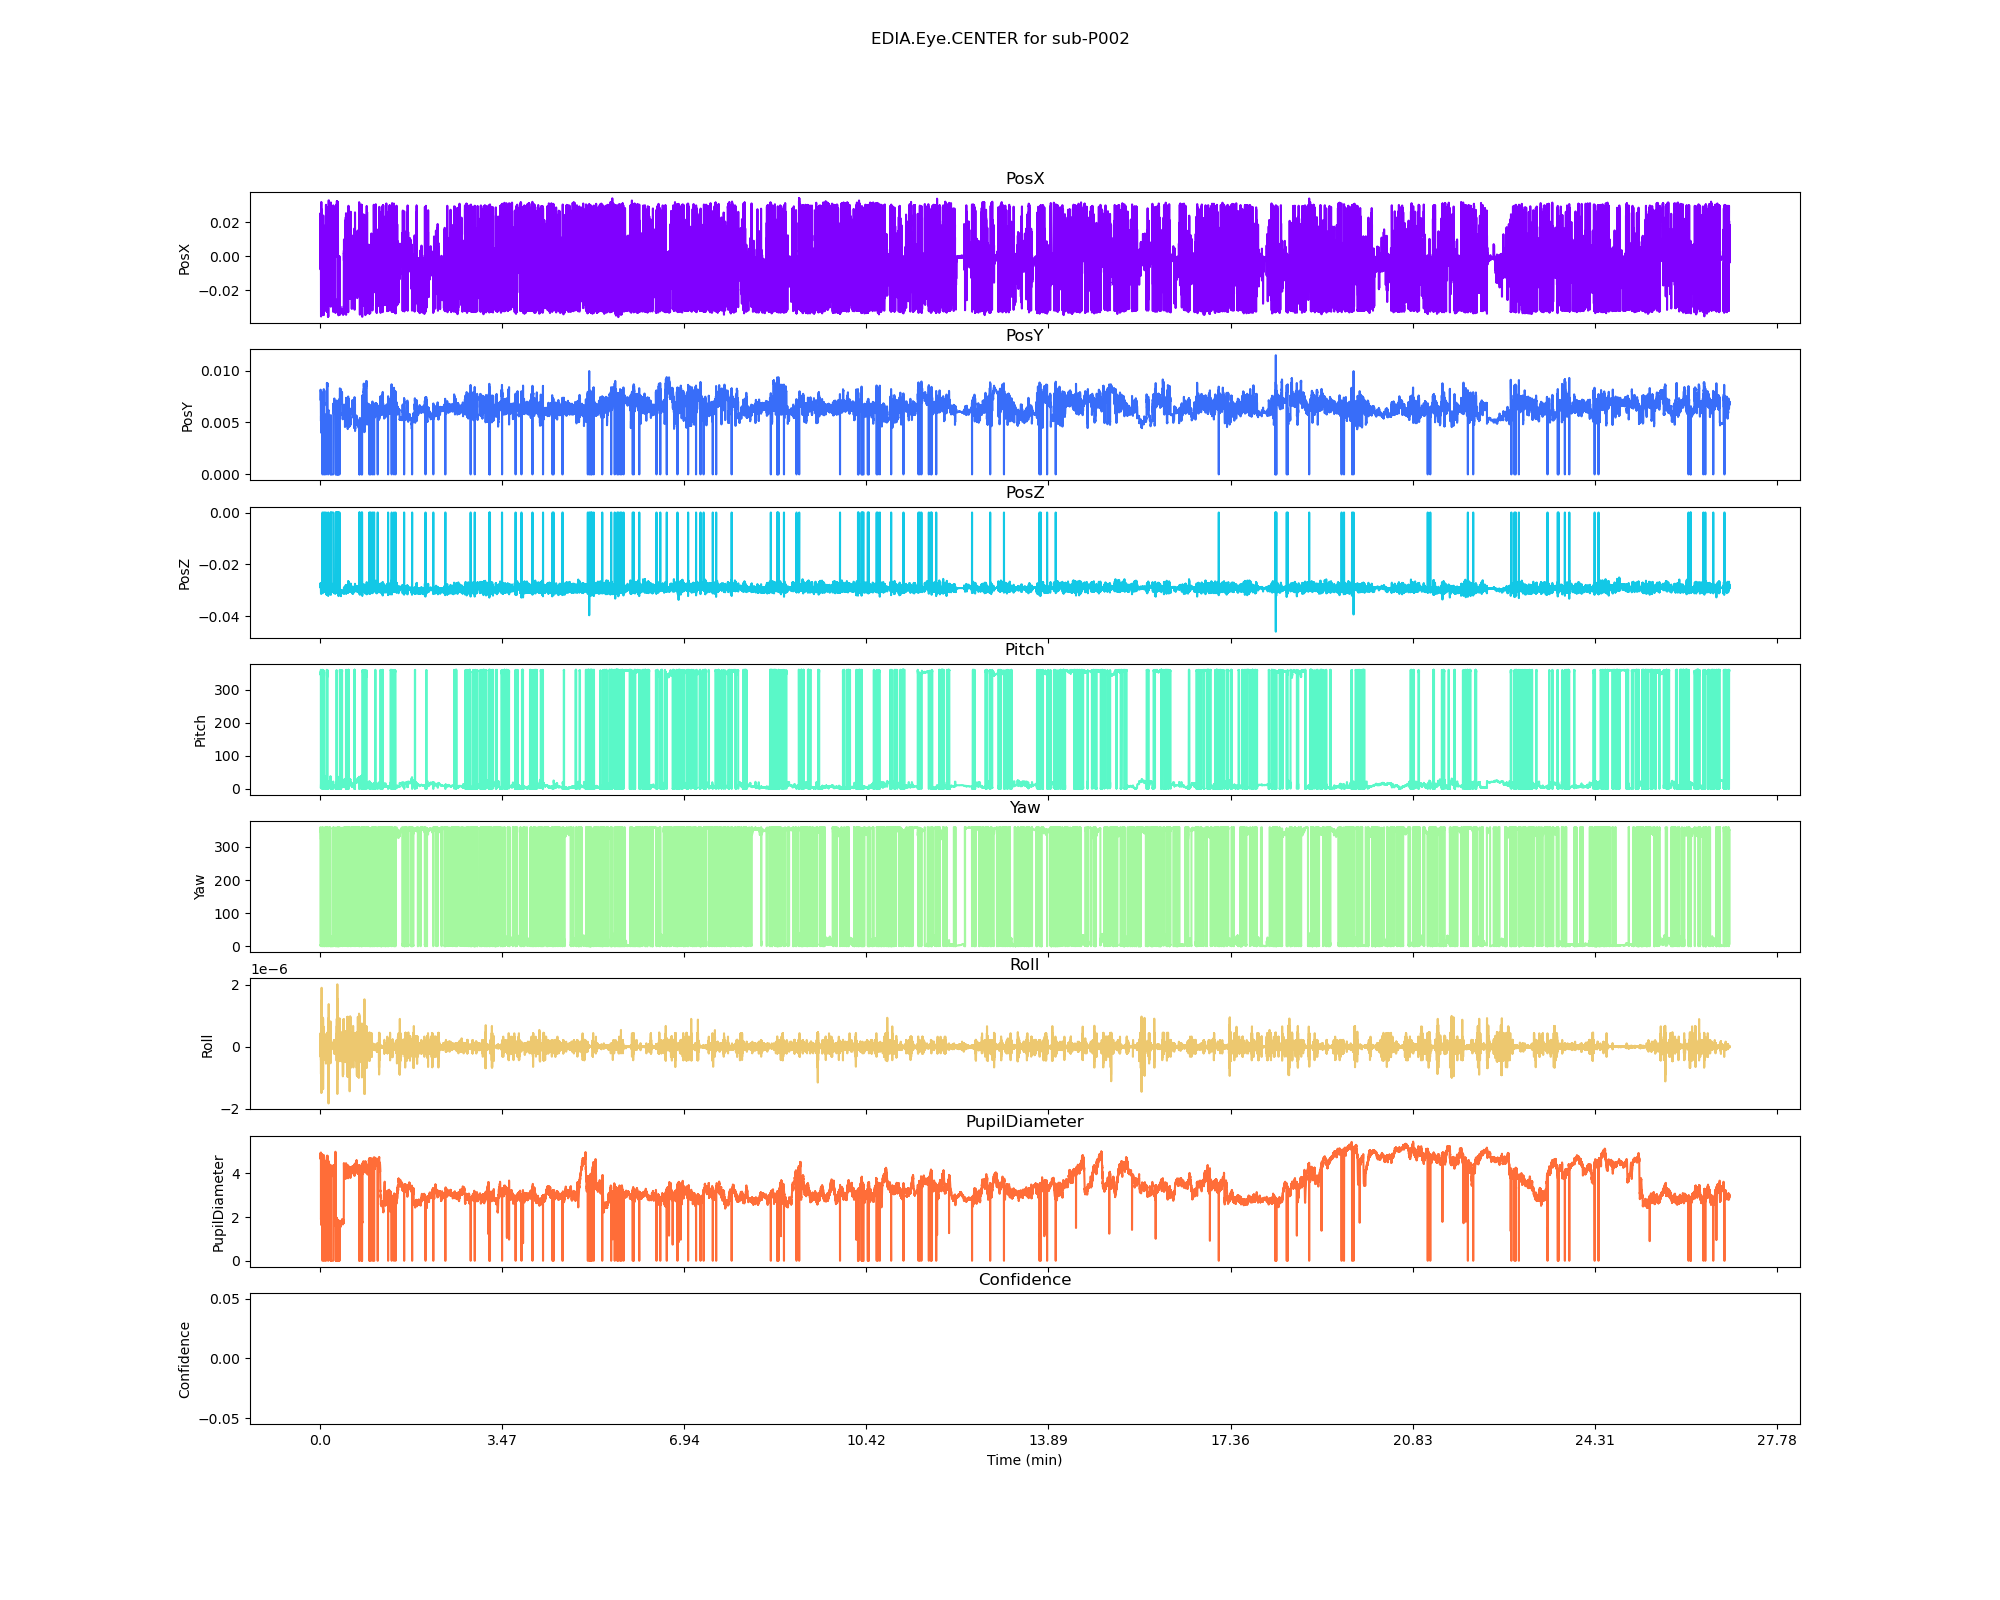 EDIA.Eye.CENTER for sub-P002
PosX
PosX
0.02
0.00
−0.02
PosY
PosY
0.010
0.005
0.000
PosZ
PosZ
0.00
−0.02
−0.04
Pitch
Pitch
300
200
100
0
Yaw
Yaw
300
200
100
0
1e−6
Roll
Roll
2
0
−2
PupilDiameter
PupilDiameter
4
2
0
Confidence
Confidence
0.05
0.00
−0.05
0.0 3.47 6.94 10.42 13.89 17.36 20.83 24.31 27.78
Time (min)